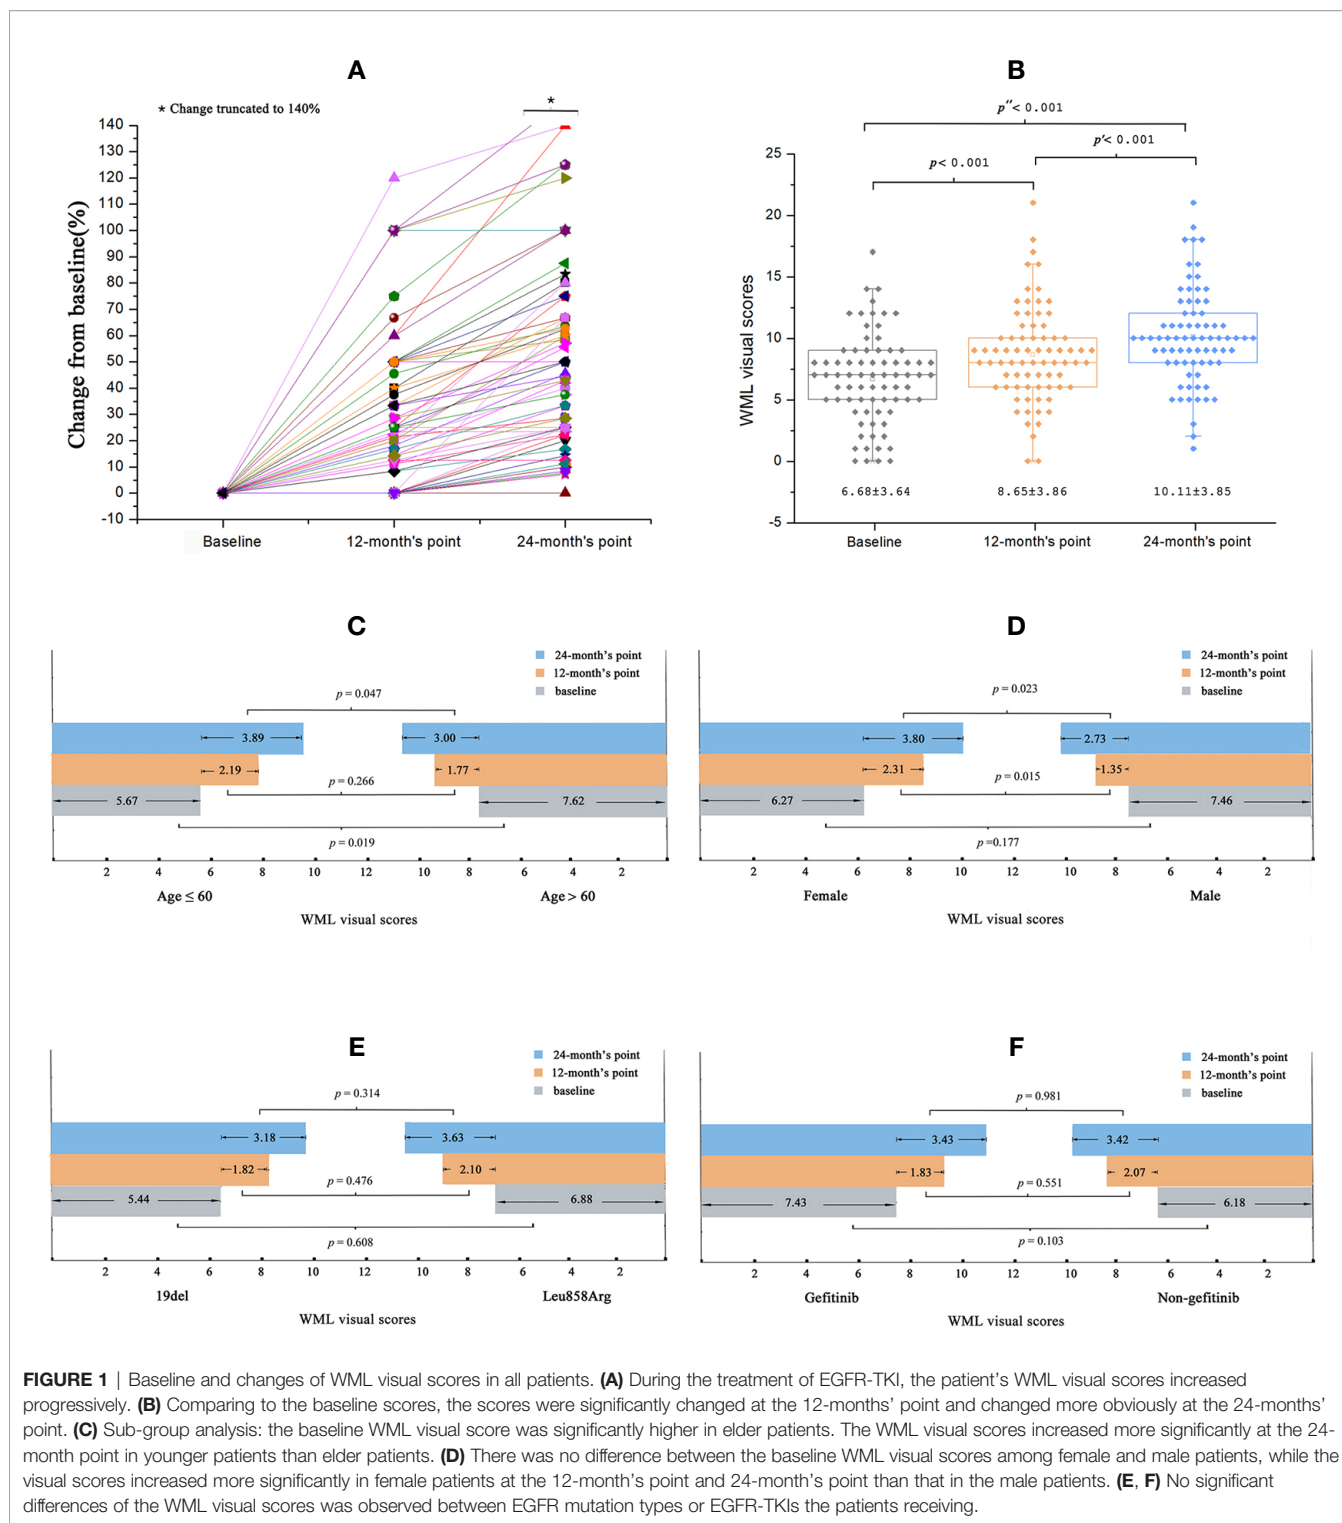 A
* Change truncated to 140%
*
Change from baseline(%)
140
130
120
110
100
90
80
70
60
50
40
30
20
10
0
-10
Baseline
12-month's point
24-month's point
B
p″< 0.001
p< 0.001
p′< 0.001
WML visual scores
25
20
15
10
5
0
-5
6.68±3.64
8.65±3.86
10.11±3.85
Baseline
12-month's point
24-month's point
C
24-month's point
12-month's point
baseline
p = 0.047
3.89
3.00
2.19
1.77
p = 0.266
5.67
7.62
p = 0.019
2 4 6 8 10 12 10 8 6 4 2
Age ≤ 60
Age > 60
WML visual scores
D
24-month's point
12-month's point
baseline
p = 0.023
3.80
2.73
2.31
1.35
p = 0.015
6.27
7.46
p=0.177
2 4 6 8 10 12 10 8 6 4 2
Female
Male
WML visual scores
E
24-month's point
12-month's point
baseline
p = 0.314
3.18
3.63
1.82
2.10
p = 0.476
5.44
6.88
p = 0.608
2 4 6 8 10 12 10 8 6 4 2
19del
Leu858Arg
WML visual scores
F
24-month's point
12-month's point
baseline
p = 0.981
3.43
3.42
1.83
2.07
p = 0.551
7.43
6.18
p = 0.103
2 4 6 8 10 12 10 8 6 4 2
Gefitinib
Non-gefitinib
WML visual scores
FIGURE 1 | Baseline and changes of WML visual scores in all patients. (A) During the treatment of EGFR-TKI, the patient's WML visual scores increased
progressively. (B) Comparing to the baseline scores, the scores were significantly changed at the 12-months' point and changed more obviously at the 24-months'
point. (C) Sub-group analysis: the baseline WML visual score was significantly higher in elder patients. The WML visual scores increased more significantly at the 24-
month point in younger patients than elder patients. (D) There was no difference between the baseline WML visual scores among female and male patients, while the
visual scores increased more significantly in female patients at the 12-month's point and 24-month's point than that in the male patients. (E, F) No significant
differences of the WML visual scores was observed between EGFR mutation types or EGFR-TKIs the patients receiving.